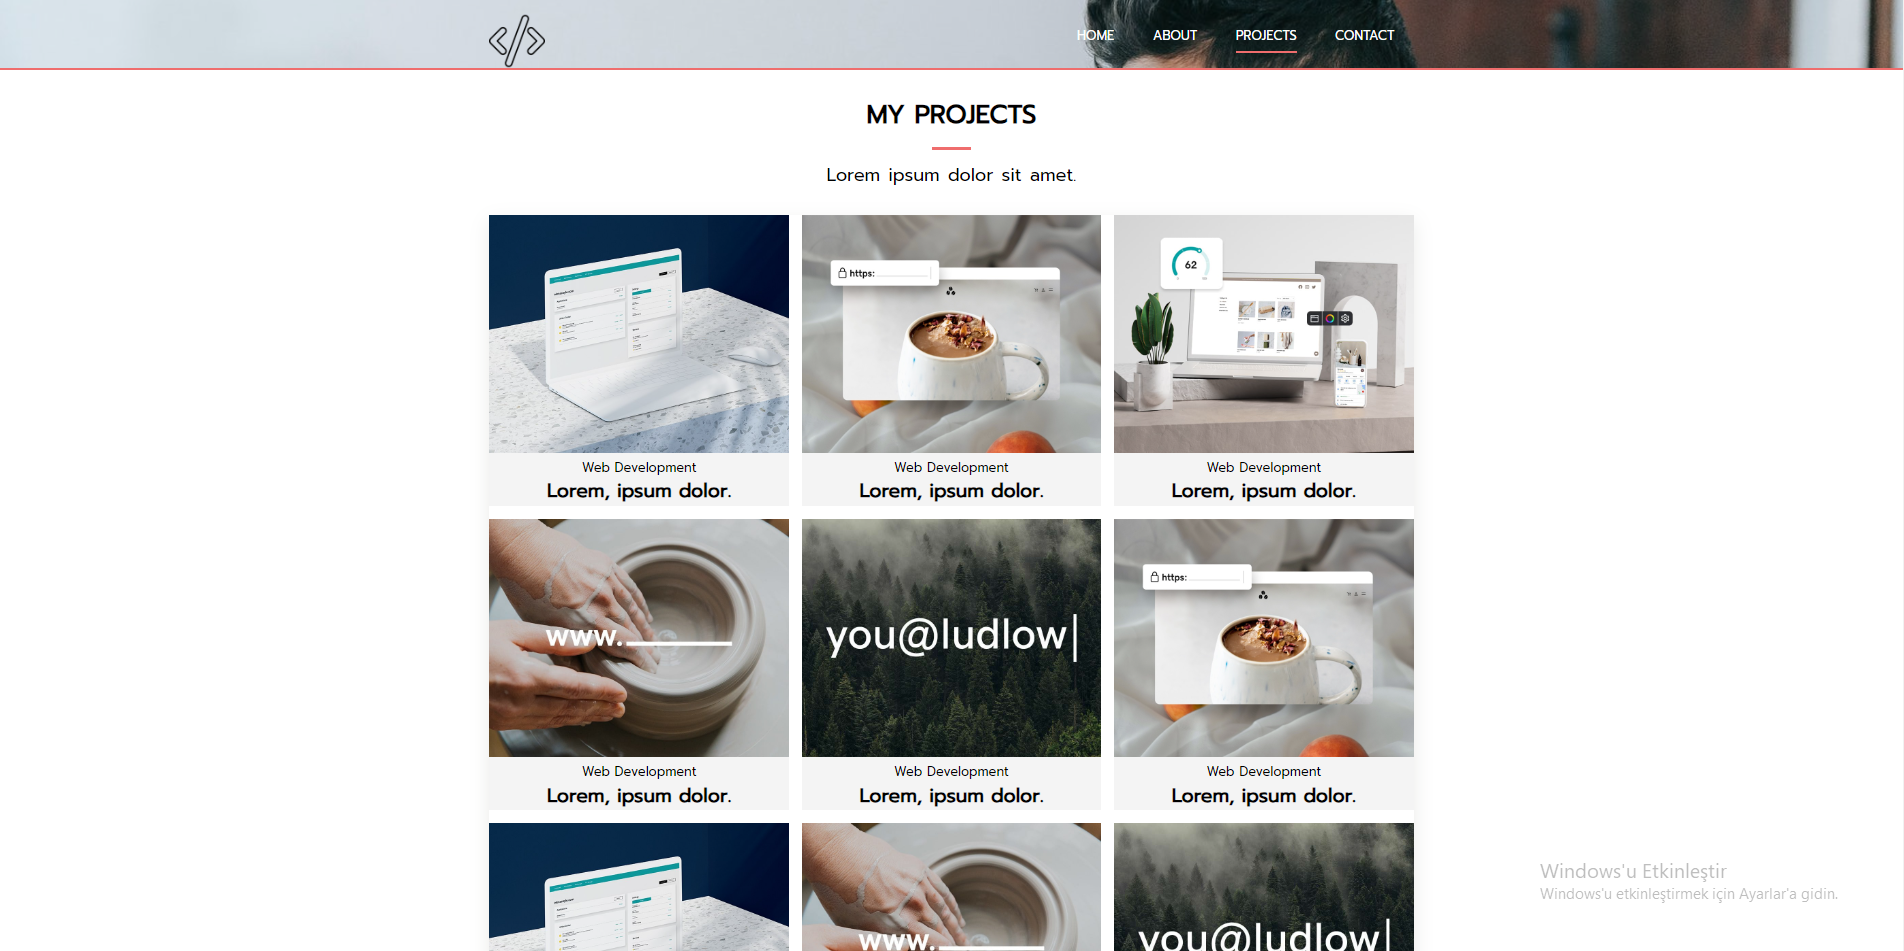 HOME ABOUT PROJECTS CONTACT
MY PROJECTS
Lorem ipsum dolor sit amet.
https:
62
Web Development
Lorem, ipsum dolor.
Web Development
Lorem, ipsum dolor.
Web Development
Lorem, ipsum dolor.
www.
you@ludlow
https:
Web Development
Lorem, ipsum dolor.
Web Development
Lorem, ipsum dolor.
Web Development
Lorem, ipsum dolor.
www.
you@ludlow
Windows'u Etkinleştir
Windows'u etkinleştirmek için Ayarlar'a gidin.